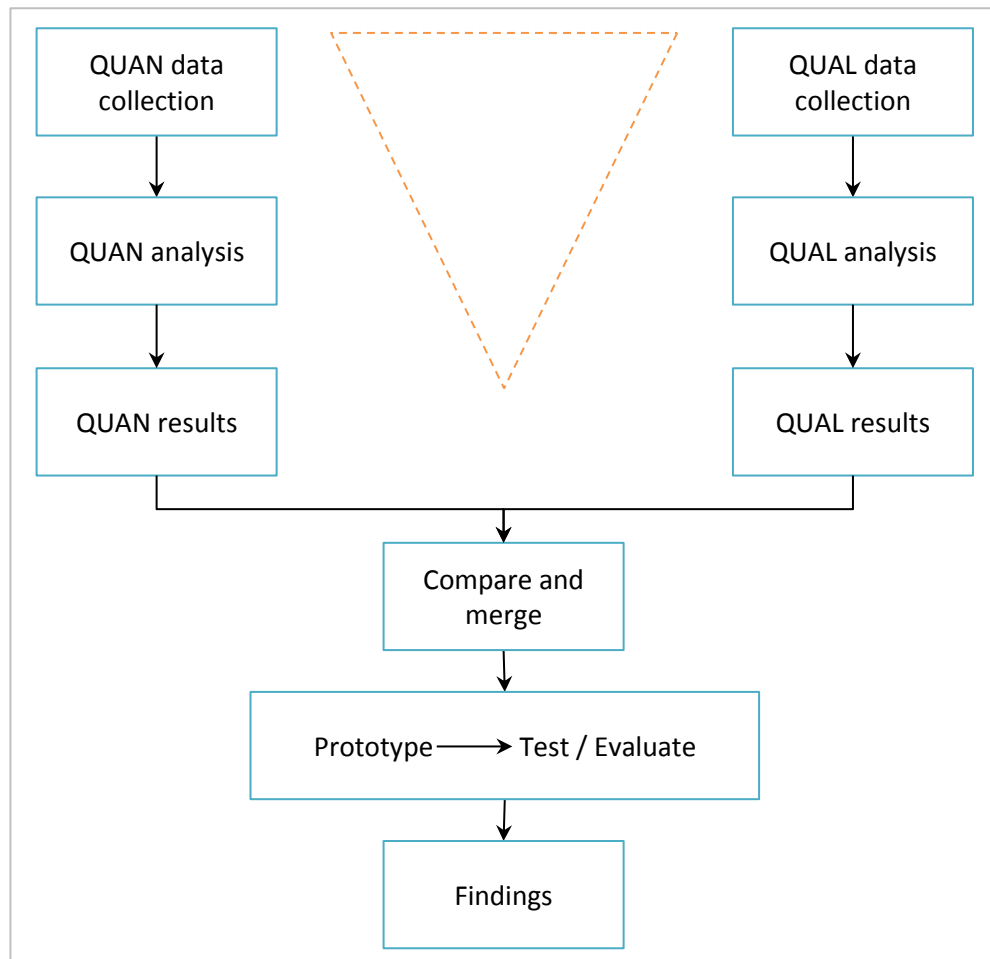 QUAN data
collection
QUAL data
collection
QUAN analysis
QUAL analysis
QUAN results
QUAL results
Compare and
merge
Prototype
Test / Evaluate
Findings